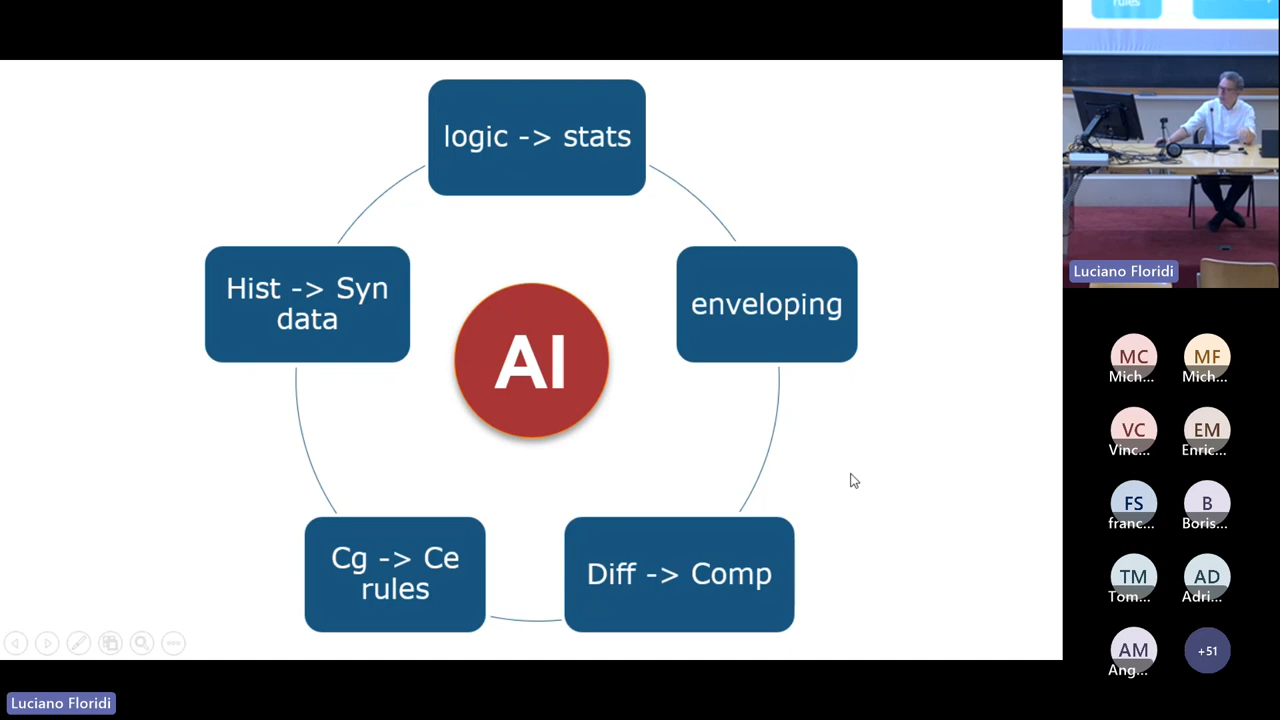 logic -> stats
enveloping
Diff -> Comp
Cg -> Ce
rules
Hist -> Syn
data
AI
rules
Luciano Floridi
MC
Mich...
MF
Mich...
VC
Vinc...
EM
Enric...
FS
franc...
B
Boris...
TM
Tom...
AD
Adri...
AM
Ang...
+51
Luciano Floridi